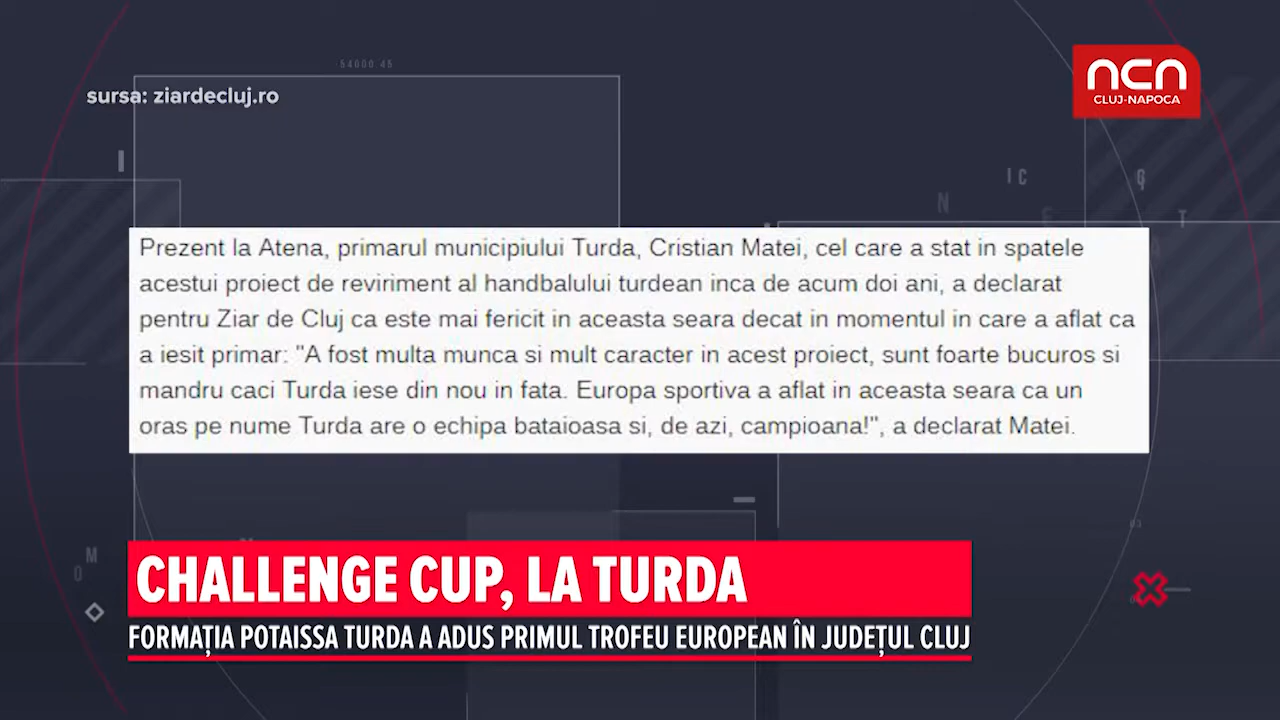 54000 45
sursa: ziardecluj.ro
ncn
CLUJ-NAPOCA
Prezent la Atena, primarul municipiului Turda, Cristian Matei, cel care a stat in spatele
acestui proiect de reviriment al handbalului turdean inca de acum doi ani, a declarat
pentru Ziar de Cluj ca este mai fericit in aceasta seara decat in momentul in care a aflat ca
a iesit primar: "A fost multa munca si mult caracter in acest proiect, sunt foarte bucuros si
mandru caci Turda iese din nou in fata. Europa sportiva a aflat in aceasta seara ca un
oras pe nume Turda are o echipa bataioasa si, de azi, campioana!", a declarat Matei.
CHALLENGE CUP, LA TURDA
FORMAȚIA POTAISSA TURDA A ADUS PRIMUL TROFEU EUROPEAN ÎN JUDEȚUL CLUJ